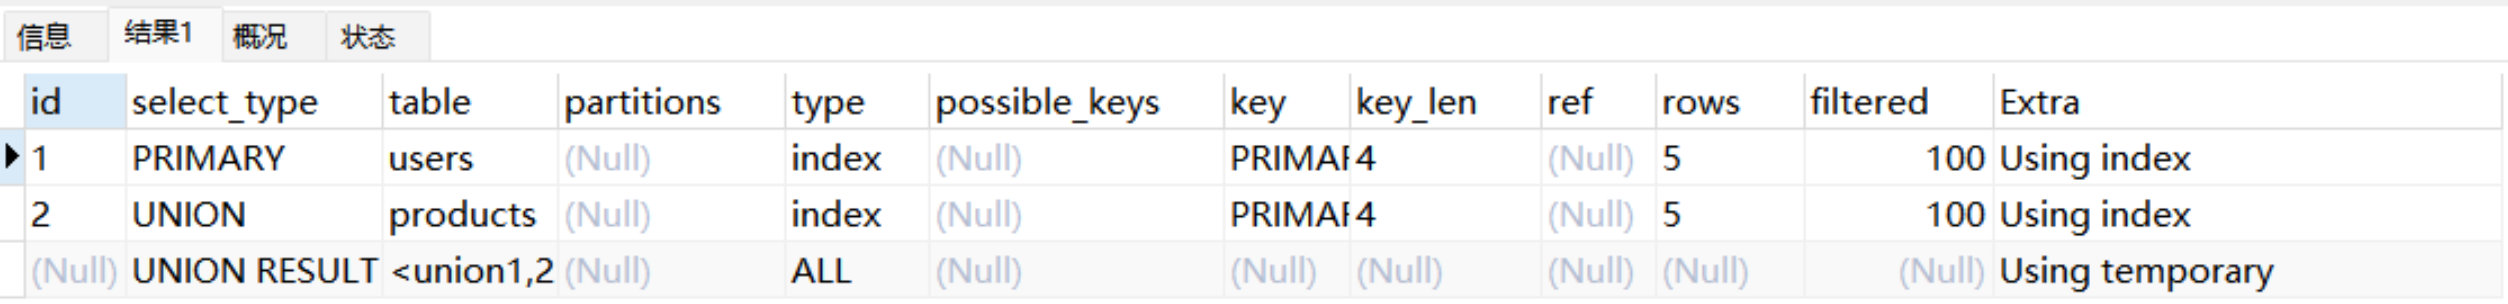 信息 结果1 概况 状态
id select_type table partitions type possible_keys key key_len ref rows filtered Extra
1 PRIMARY users (Null) index (Null) PRIMAR 4 (Null) 5 100 Using index
2 UNION products (Null) index (Null) PRIMAR 4 (Null) 5 100 Using index
(Null) UNION RESULT <union1,2 (Null) ALL (Null) (Null) (Null) (Null) (Null) (Null) Using temporary